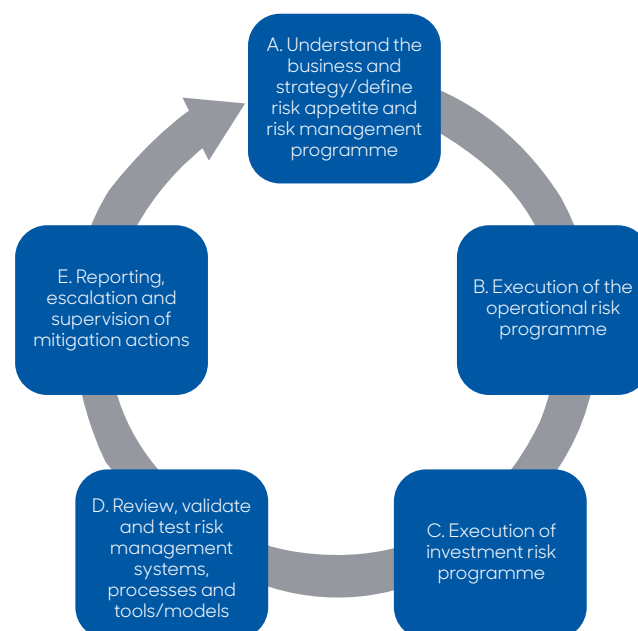 A. Understand the
business and
strategy/define
risk appetite and
risk management
programme
B. Execution of the
operational risk
programme
C. Execution of
investment risk
programme
D. Review, validate
and test risk
management
systems,
processes and
tools/models
E. Reporting,
escalation and
supervision of
mitigation actions